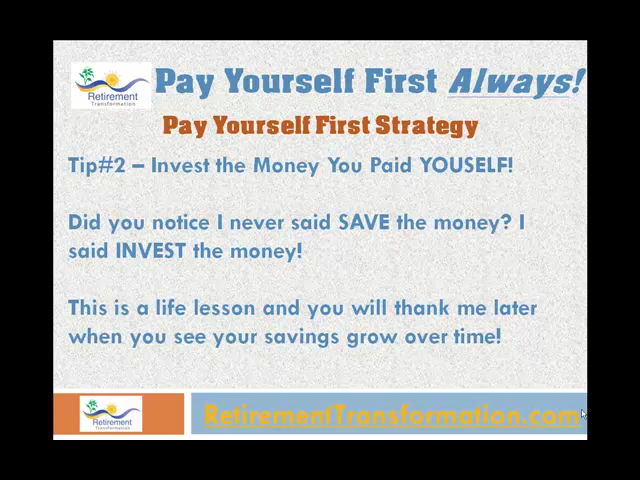 Retirement
Transformation
Pay Yourself First Always!
Pay Yourself First Strategy
Tip#2 – Invest the Money You Paid YOUSELF!
Did you notice I never said SAVE the money? I
said INVEST the money!
This is a life lesson and you will thank me later
when you see your savings grow over time!
Retirement
Transformation
RetirementTransformation.com